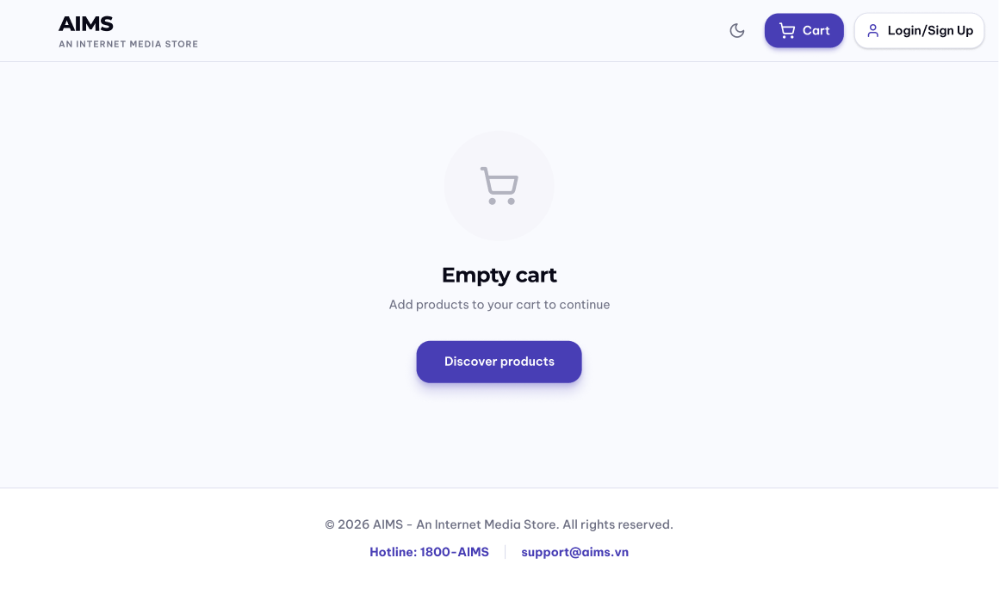 AIMS
AN INTERNET MEDIA STORE
Cart
Login/Sign Up
Empty cart
Add products to your cart to continue
Discover products
© 2026 AIMS - An Internet Media Store. All rights reserved.
Hotline: 1800-AIMS
support@aims.vn